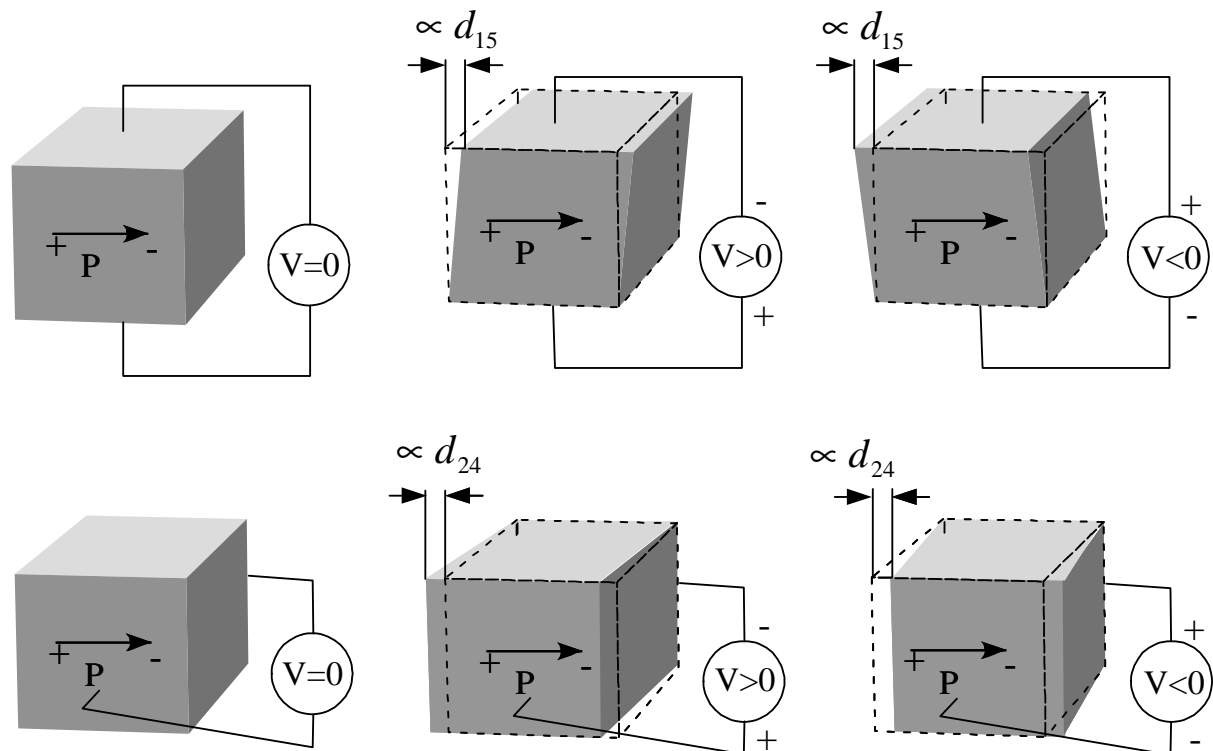 ∝ d₁₅
∝ d₁₅
+ P -
V=0
+ P -
-
V>0
+
+ P -
+
V<0
-
∝ d₂₄
∝ d₂₄
+ P -
V=0
+ P -
-
V>0
+
+ P -
+
V<0
-